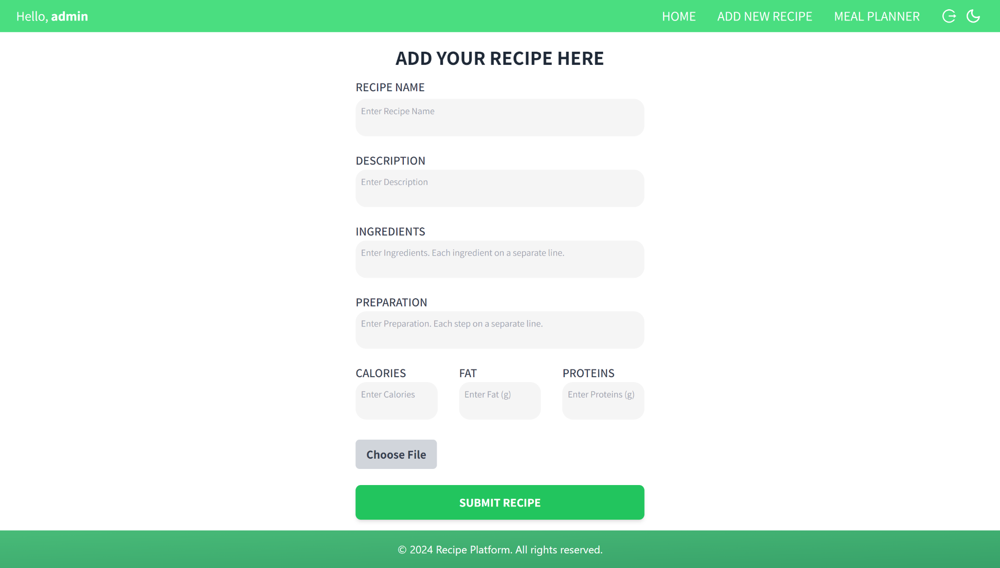 Hello, admin HOME ADD NEW RECIPE MEAL PLANNER
ADD YOUR RECIPE HERE
RECIPE NAME
Enter Recipe Name
DESCRIPTION
Enter Description
INGREDIENTS
Enter Ingredients. Each ingredient on a separate line.
PREPARATION
Enter Preparation. Each step on a separate line.
CALORIES FAT PROTEINS
Enter Calories Enter Fat (g) Enter Proteins (g)
Choose File
SUBMIT RECIPE
© 2024 Recipe Platform. All rights reserved.